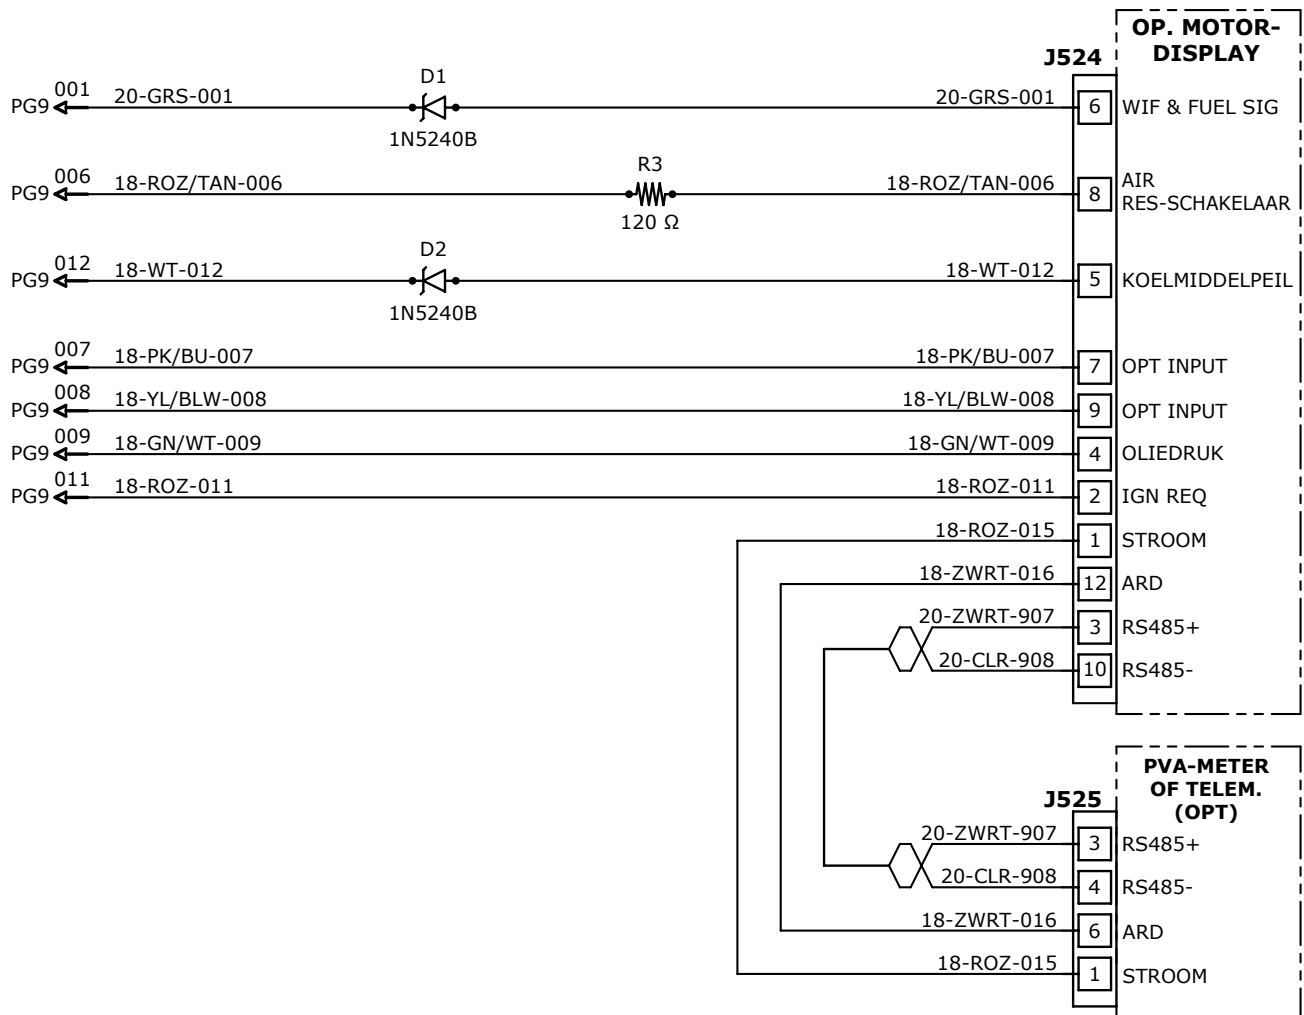 OP. MOTOR-
DISPLAY
J524
PG9 001 20-GRS-001 D1 1N5240B 20-GRS-001 6 WIF & FUEL SIG
PG9 006 18-ROZ/TAN-006 R3 120 Ω 18-ROZ/TAN-006 8 AIR
RES-SCHAKELAAR
PG9 012 18-WT-012 D2 1N5240B 18-WT-012 5 KOELMIDDELPEIL
PG9 007 18-PK/BU-007 18-PK/BU-007 7 OPT INPUT
PG9 008 18-YL/BLW-008 18-YL/BLW-008 9 OPT INPUT
PG9 009 18-GN/WT-009 18-GN/WT-009 4 OLIEDRUK
PG9 011 18-ROZ-011 18-ROZ-011 2 IGN REQ
18-ROZ-015 1 STROOM
18-ZWRT-016 12 ARD
20-ZWRT-907 3 RS485+
20-CLR-908 10 RS485-
PVA-METER
OF TELEM.
(OPT)
J525
20-ZWRT-907 3 RS485+
20-CLR-908 4 RS485-
18-ZWRT-016 6 ARD
18-ROZ-015 1 STROOM